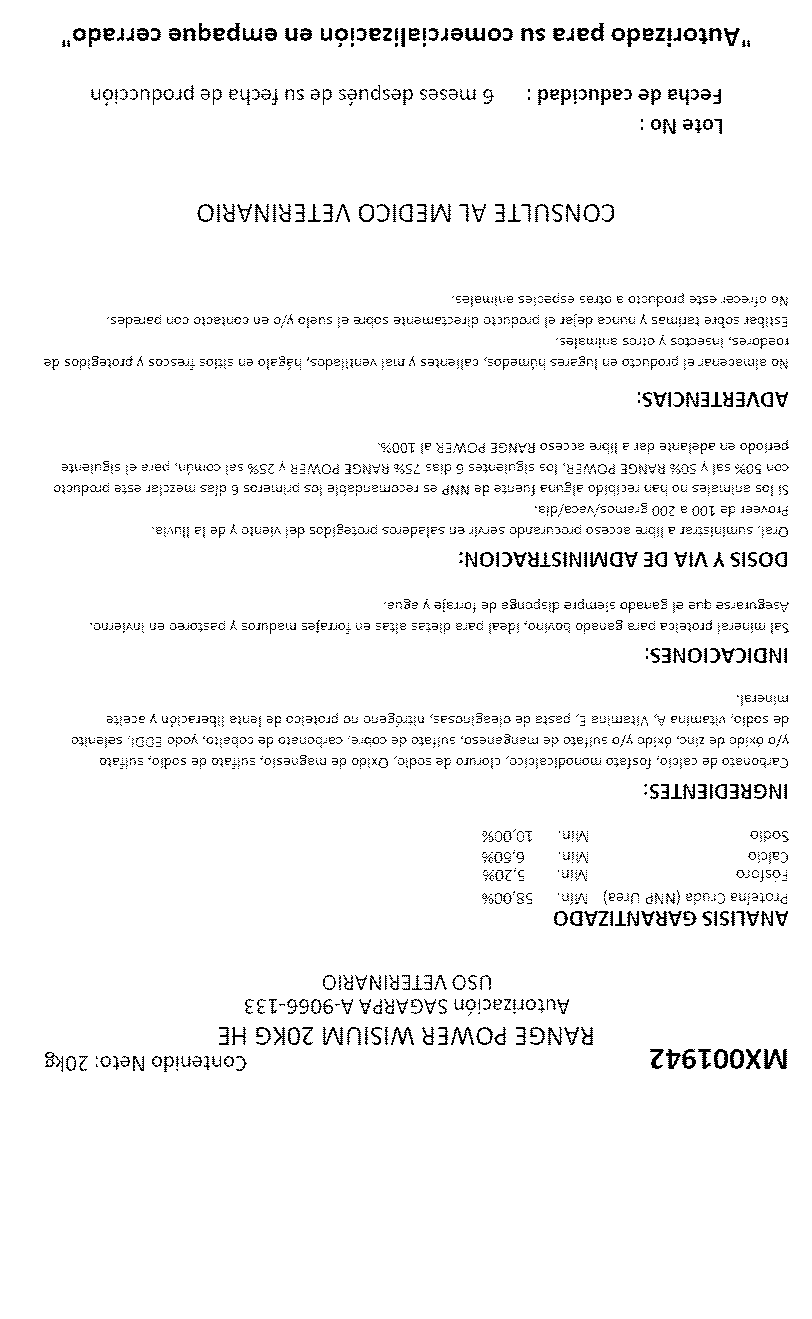 MX001942 Contenido Neto: 20kg
RANGE POWER WISIUM 20KG HE
Autorización SAGARPA A-9066-133
USO VETERINARIO
ANALISIS GARANTIZADO
Proteína Cruda (NNP Urea) Mín. 58,00%
Fósforo Min. 5,20%
Calcio Min. 6,50%
Sodio Min. 10,00%
INGREDIENTES:
Carbonato de calcio, fosfato monodicalcico, cloruro de sodio, Oxido de magnesio, sulfato de sodio, sulfato
y/o óxido de zinc, óxido y/o sulfato de manganeso, sulfato de cobre, carbonato de cobalto, yodo EDDI, selenito
de sodio, vitamina A, Vitamina E, pasta de oleaginosas, nitrógeno no proteico de lenta liberación y aceite
mineral.
INDICACIONES:
Sal mineral proteica para ganado bovino, ideal para dietas altas en forrajes maduros y pastoreo en invierno.
Asegurarse que el ganado siempre disponga de forraje y agua.
DOSIS Y VIA DE ADMINISTRACION:
Oral, suministrar a libre acceso procurando servir en saladeros protegidos del viento y de la lluvia.
Proveer de 100 a 200 gramos/vaca/día.
Si los animales no han recibido alguna fuente de NNP es recomendable los primeros 6 días mezclar este producto
con 50% sal y 50% RANGE POWER, los siguientes 6 días 75% RANGE POWER y 25% sal común, para el siguiente
periodo en adelante dar a libre acceso RANGE POWER al 100%.
ADVERTENCIAS:
No almacenar el producto en lugares húmedos, calientes y mal ventilados, hágalo en sitios frescos y protegidos de
roedores, insectos y otros animales.
Estibar sobre tarimas y nunca dejar el producto directamente sobre el suelo y/o en contacto con paredes.
No ofrecer este producto a otras especies animales.
CONSULTE AL MEDICO VETERINARIO
Lote No :
Fecha de caducidad : 6 meses después de su fecha de producción
"Autorizado para su comercialización en empaque cerrado"